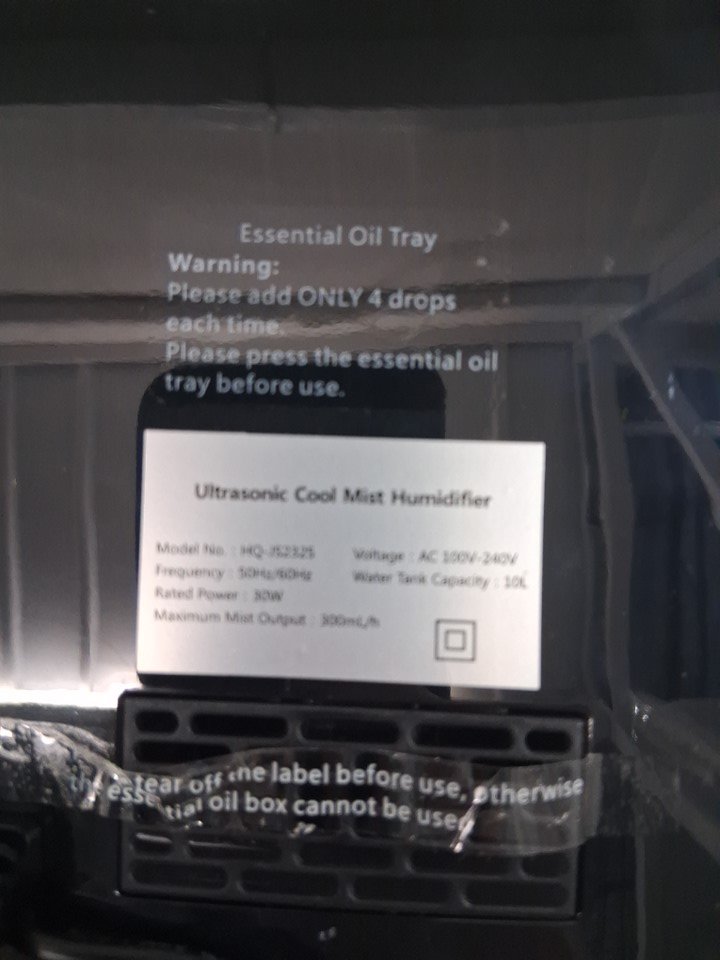 Essential Oil Tray
Warning:
Please add ONLY 4 drops
each time.
Please press the essential oil
tray before use.
Ultrasonic Cool Mist Humidifier
Model No. : HQ-JS2325 Voltage : AC 100V-240V
Frequency : 50Hz/60Hz Water Tank Capacity : 10L
Rated Power : 30W
Maximum Mist Output : 300mL/h
tear off the label before use, otherwise
the essential oil box cannot be used